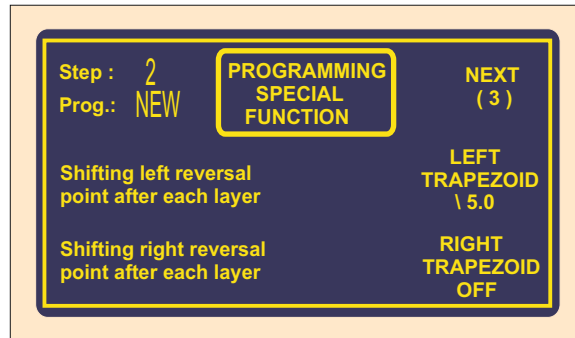 Step : 2
Prog.: NEW
PROGRAMMING
SPECIAL
FUNCTION
NEXT
( 3 )
Shifting left reversal
point after each layer
LEFT
TRAPEZOID
\ 5.0
Shifting right reversal
point after each layer
RIGHT
TRAPEZOID
OFF